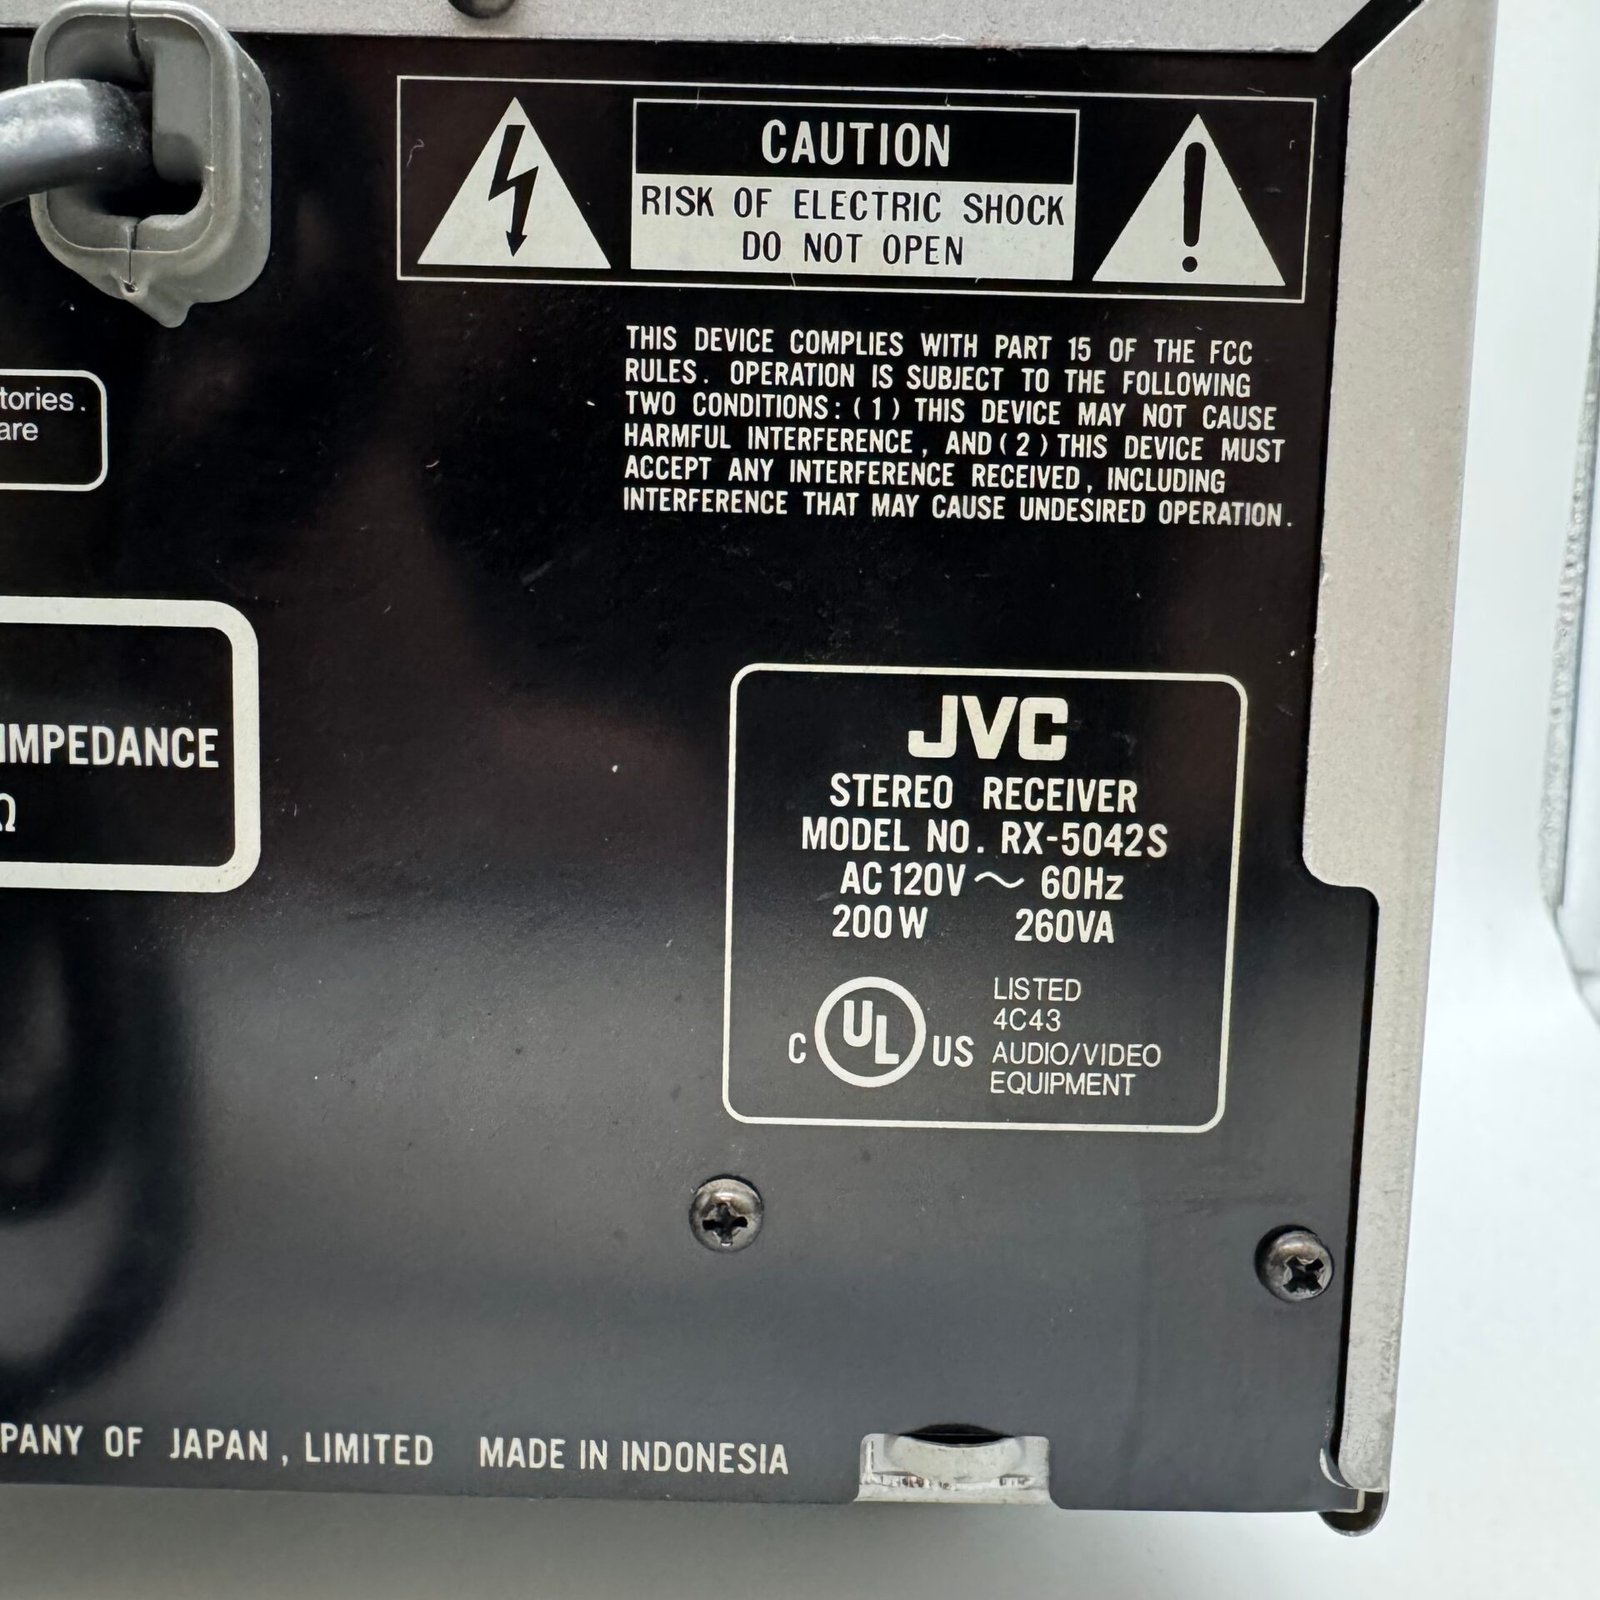 CAUTION
RISK OF ELECTRIC SHOCK
DO NOT OPEN
THIS DEVICE COMPLIES WITH PART 15 OF THE FCC
RULES. OPERATION IS SUBJECT TO THE FOLLOWING
TWO CONDITIONS: (1) THIS DEVICE MAY NOT CAUSE
HARMFUL INTERFERENCE, AND (2) THIS DEVICE MUST
ACCEPT ANY INTERFERENCE RECEIVED, INCLUDING
INTERFERENCE THAT MAY CAUSE UNDESIRED OPERATION.
tories.
are
IMPEDANCE
Ω
JVC
STEREO RECEIVER
MODEL NO. RX-5042S
AC 120V ~ 60Hz
200W 260VA
C UL US
LISTED
4C43
AUDIO/VIDEO
EQUIPMENT
PANY OF JAPAN, LIMITED MADE IN INDONESIA